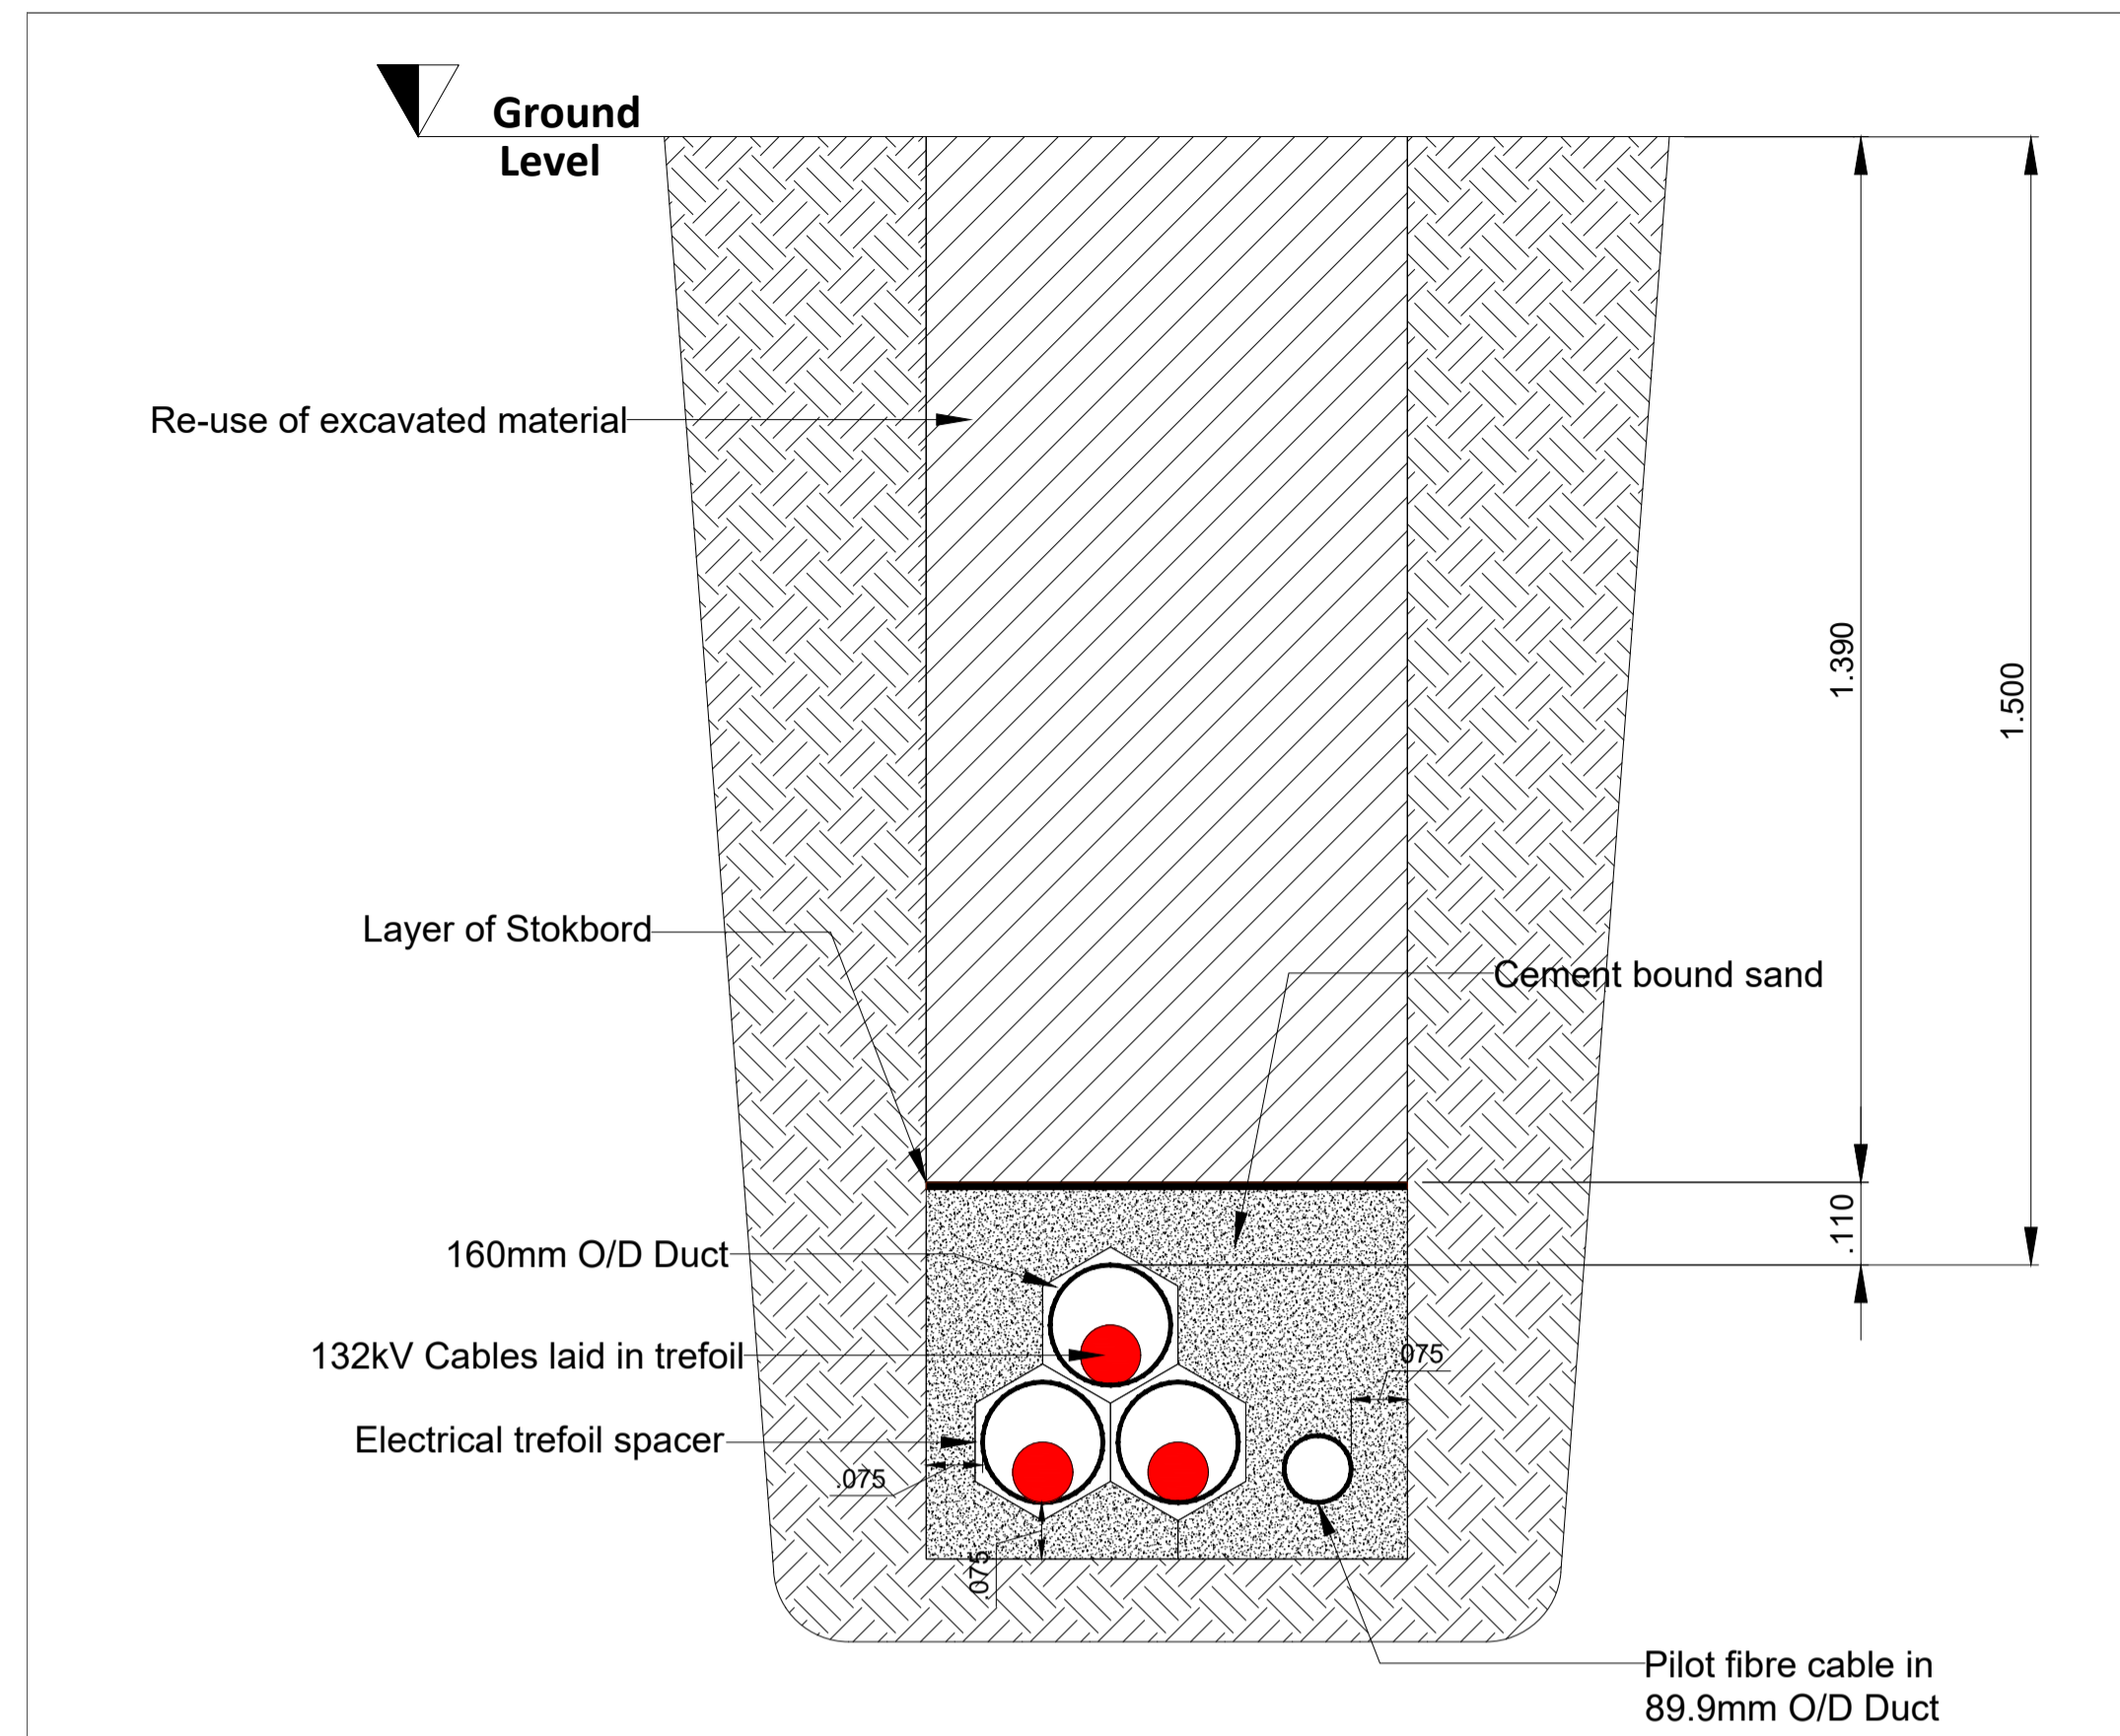 Ground
Level
Re-use of excavated material
1.390
1.500
Layer of Stokbord
Cement bound sand
.110
160mm O/D Duct
132kV Cables laid in trefoil
.075
Electrical trefoil spacer
.075
.075
Pilot fibre cable in
89.9mm O/D Duct